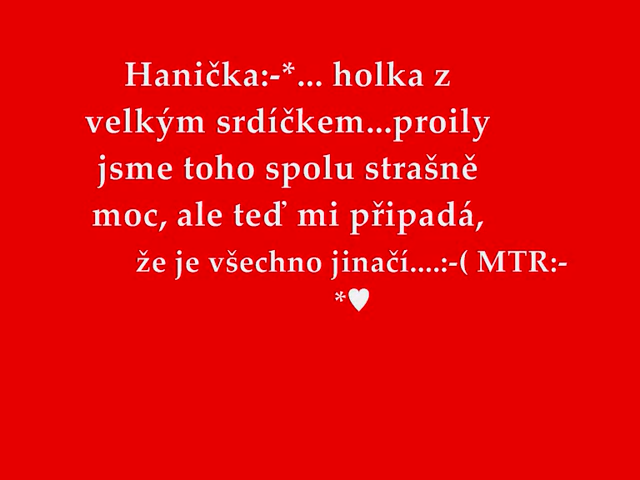 Hanička:-*... holka z
velkým srdíčkem...proily
jsme toho spolu strašně
moc, ale teď mi připadá,
že je všechno jinačí....:-( MTR:-
*♥